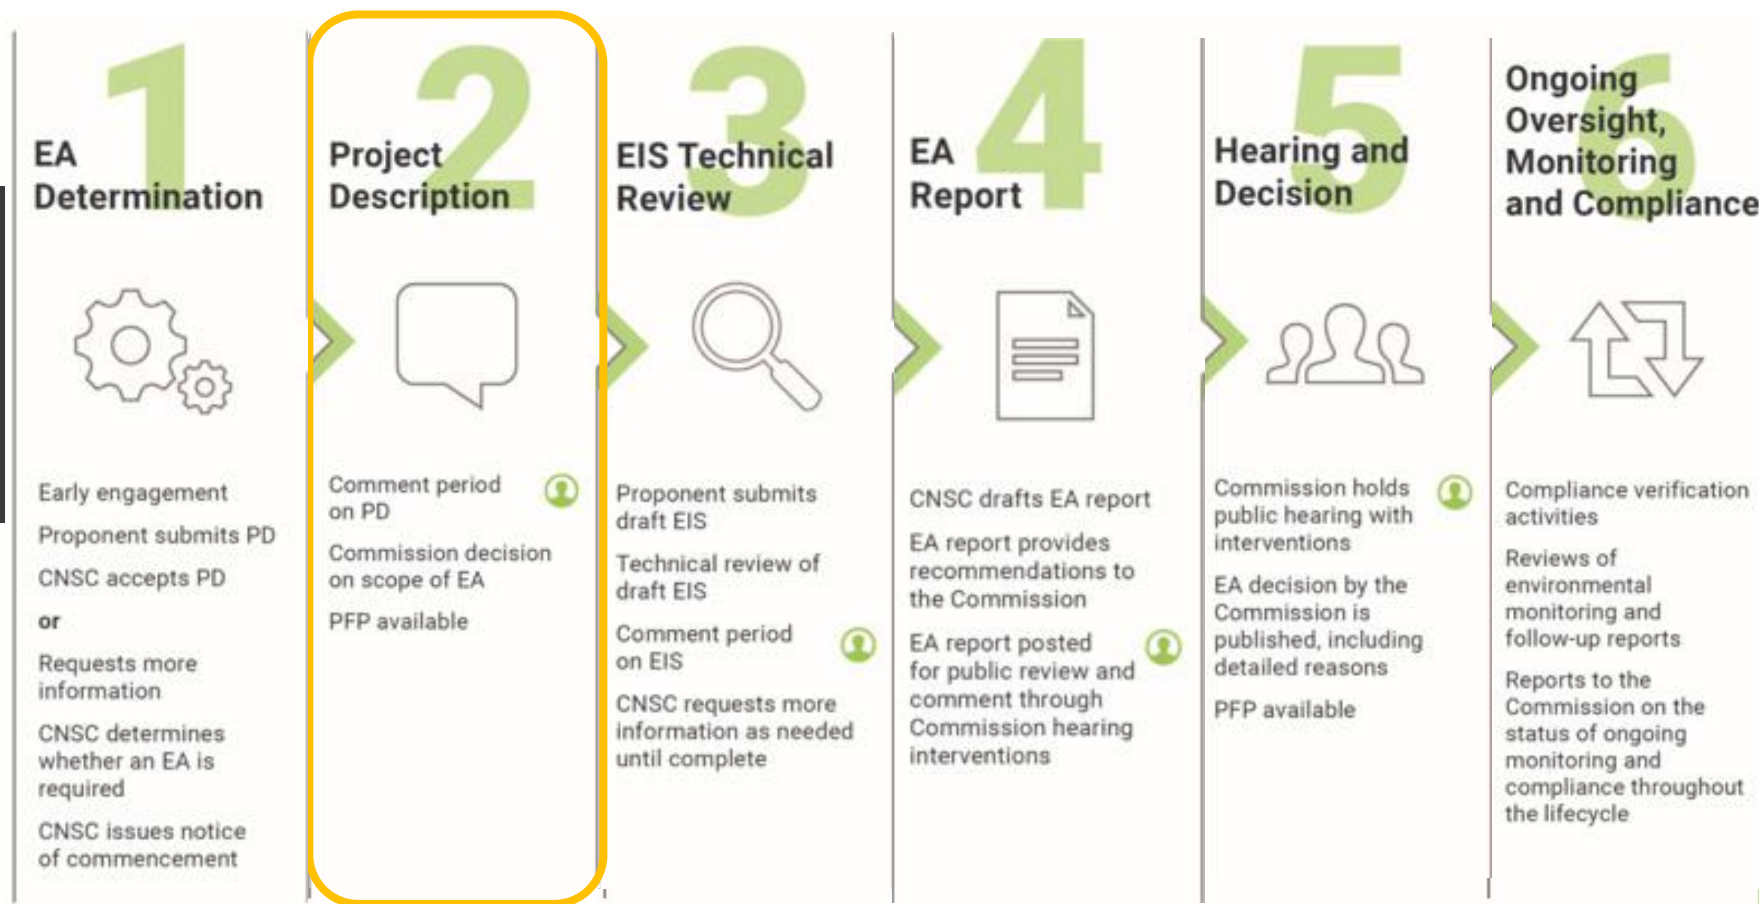 1
EA
Determination
Early engagement
Proponent submits PD
CNSC accepts PD
or
Requests more
information
CNSC determines
whether an EA is
required
CNSC issues notice
of commencement
2
Project
Description
Comment period
on PD
Commission decision
on scope of EA
PFP available
3
EIS Technical
Review
Proponent submits
draft EIS
Technical review of
draft EIS
Comment period
on EIS
CNSC requests more
information as needed
until complete
4
EA
Report
CNSC drafts EA report
EA report provides
recommendations to
the Commission
EA report posted
for public review and
comment through
Commission hearing
interventions
5
Hearing and
Decision
Commission holds
public hearing with
interventions
EA decision by the
Commission is
published, including
detailed reasons
PFP available
6
Ongoing
Oversight,
Monitoring
and Compliance
Compliance verification
activities
Reviews of
environmental
monitoring and
follow-up reports
Reports to the
Commission on the
status of ongoing
monitoring and
compliance throughout
the lifecycle